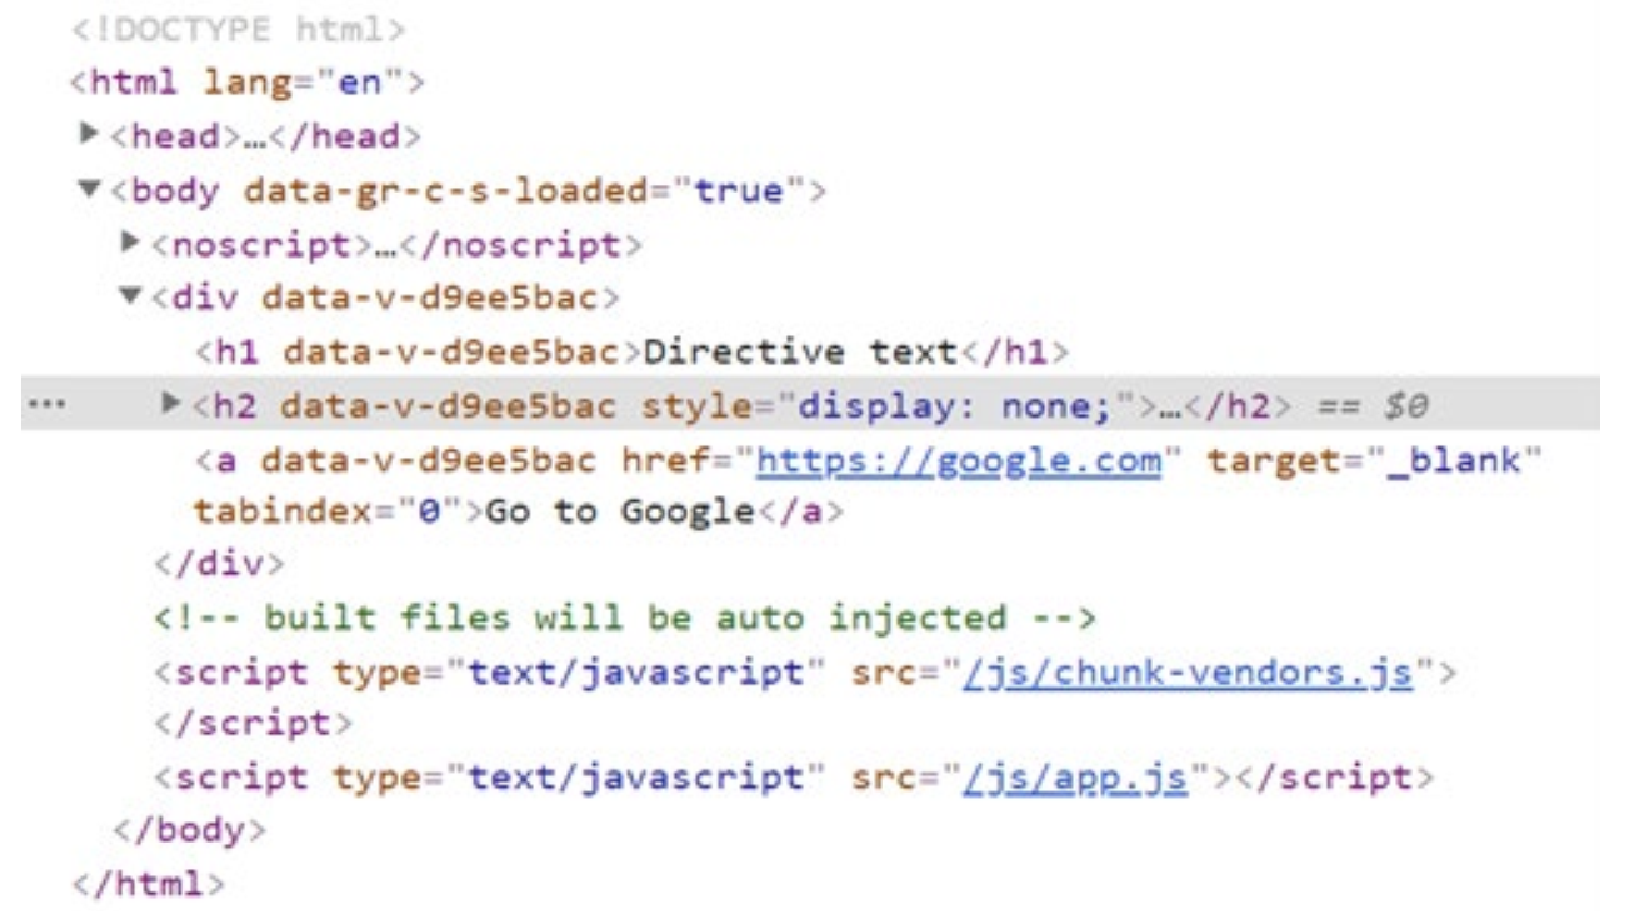 <!DOCTYPE html>
<html lang="en">
▶<head>…</head>
▼<body data-gr-c-s-loaded="true">
▶<noscript>…</noscript>
▼<div data-v-d9ee5bac>
<h1 data-v-d9ee5bac>Directive text</h1>
… ▶<h2 data-v-d9ee5bac style="display: none;">…</h2> == $0
<a data-v-d9ee5bac href="https://google.com" target="_blank"
tabindex="0">Go to Google</a>
</div>
<!-- built files will be auto injected -->
<script type="text/javascript" src="/js/chunk-vendors.js">
</script>
<script type="text/javascript" src="/js/app.js"></script>
</body>
</html>